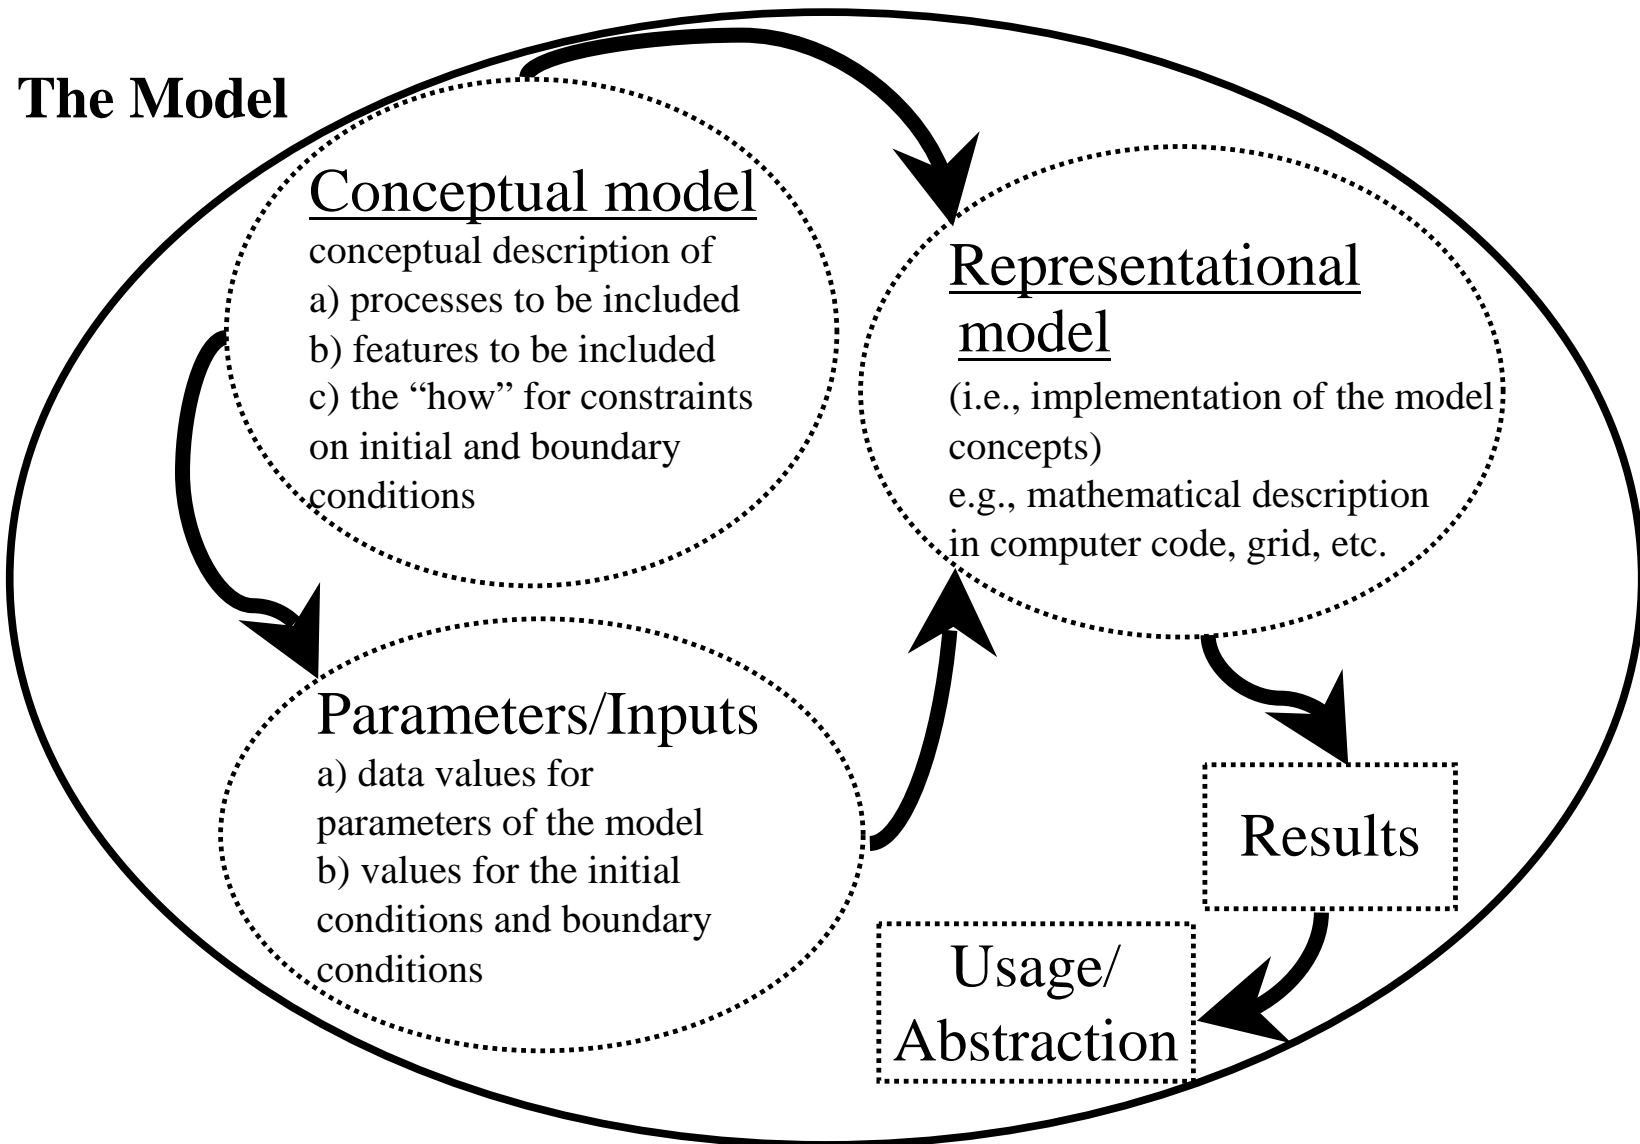 The Model
Conceptual model
conceptual description of
a) processes to be included
b) features to be included
c) the “how” for constraints
on initial and boundary
conditions
Representational
model
(i.e., implementation of the model
concepts)
e.g., mathematical description
in computer code, grid, etc.
Parameters/Inputs
a) data values for
parameters of the model
b) values for the initial
conditions and boundary
conditions
Results
Usage/
Abstraction